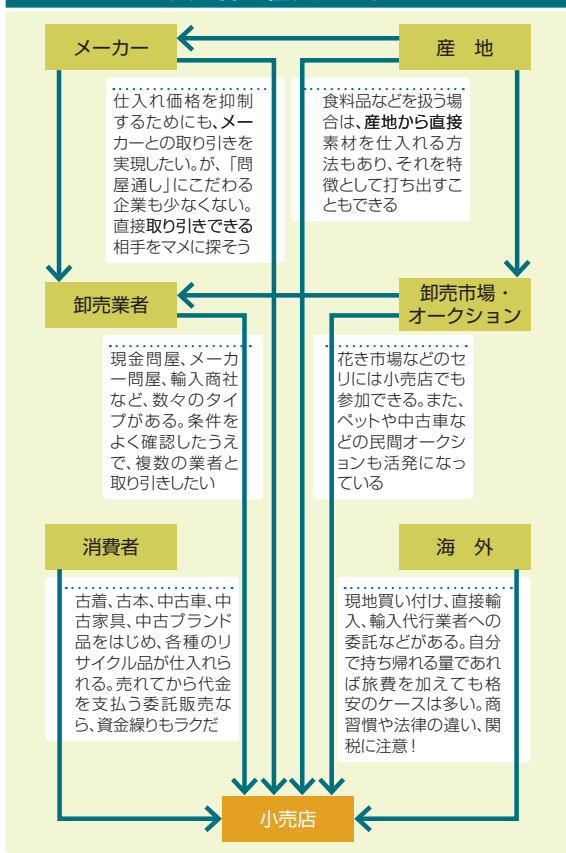 メーカー
産　地
仕入れ価格を抑制
するためにも、メー
カーとの取り引きを
実現したい。が、「問
屋通し」にこだわる
企業も少なくない。
直接取り引きできる
相手をマメに探そう
食料品などを扱う場
合は、産地から直接
素材を仕入れる方
法もあり、それを特
徴として打ち出すこ
ともできる
卸売業者
卸売市場・
オークション
現金問屋、メーカ
ー問屋、輸入商社
など、数々のタイ
プがある。条件を
よく確認したうえ
で、複数の業者と
取り引きしたい
花き市場などのセ
リには小売店でも
参加できる。また、
ペットや中古車な
どの民間オークシ
ョンも活発になっ
ている
消費者
海　外
古着、古本、中古車、中
古家具、中古ブランド
品をはじめ、各種のリ
サイクル品が仕入れら
れる。売れてから代金
を支払う委託販売な
ら、資金繰りもラクだ
現地買い付け、直接輸
入、輸入代行業者への
委託などがある。自分
で持ち帰れる量であれ
ば旅費を加えても格
安のケースは多い。商
習慣や法律の違い、関
税に注意！
小売店